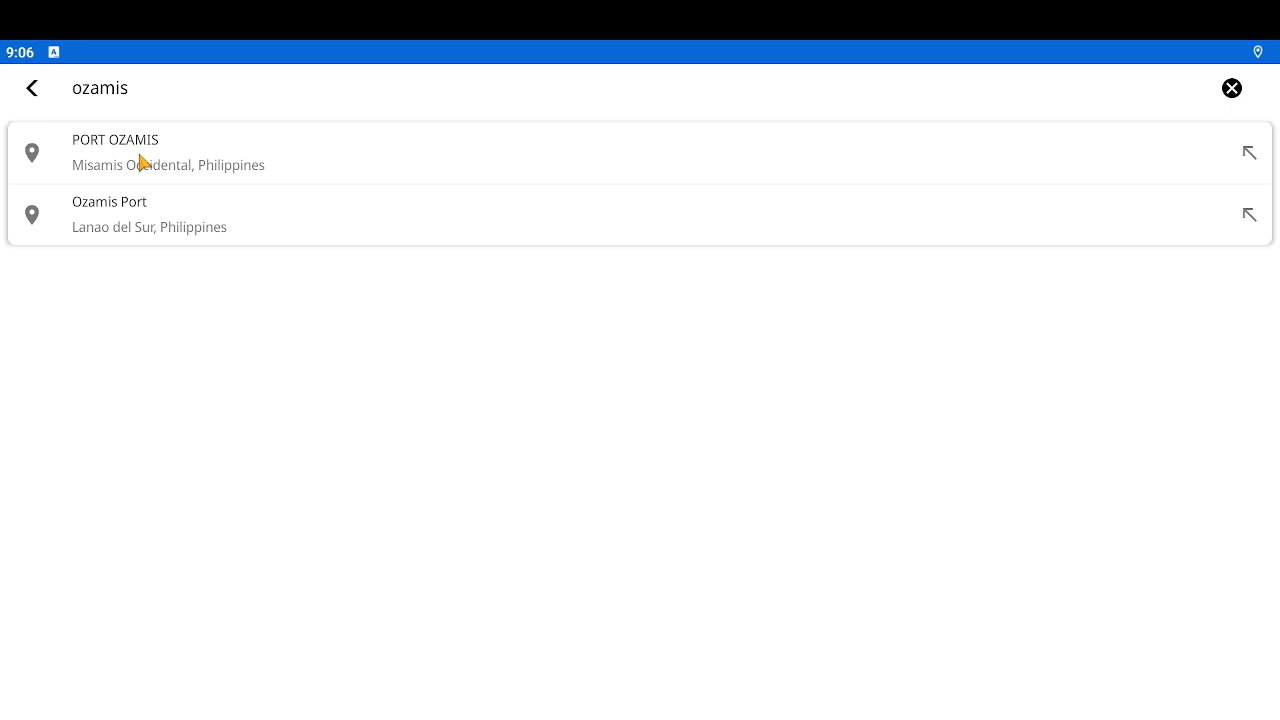 9:06
ozamis
PORT OZAMIS
Misamis Occidental, Philippines
Ozamis Port
Lanao del Sur, Philippines